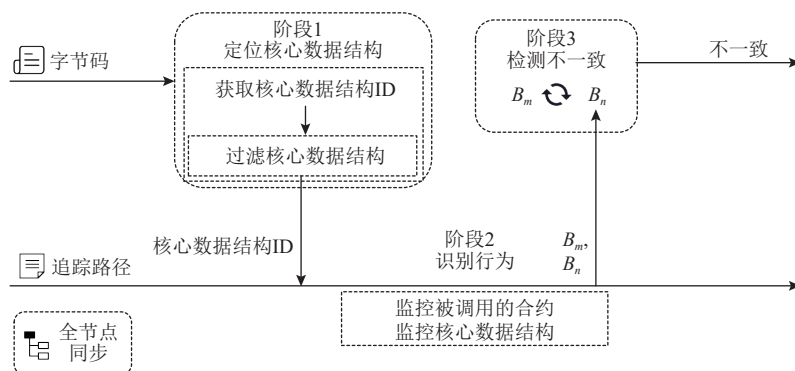 阶段1
定位核心数据结构
字节码
获取核心数据结构ID
过滤核心数据结构
阶段3
检测不一致
Bm Bn
不一致
核心数据结构ID
追踪路径
阶段2
识别行为
Bm,
Bn
监控被调用的合约
监控核心数据结构
全节点
同步